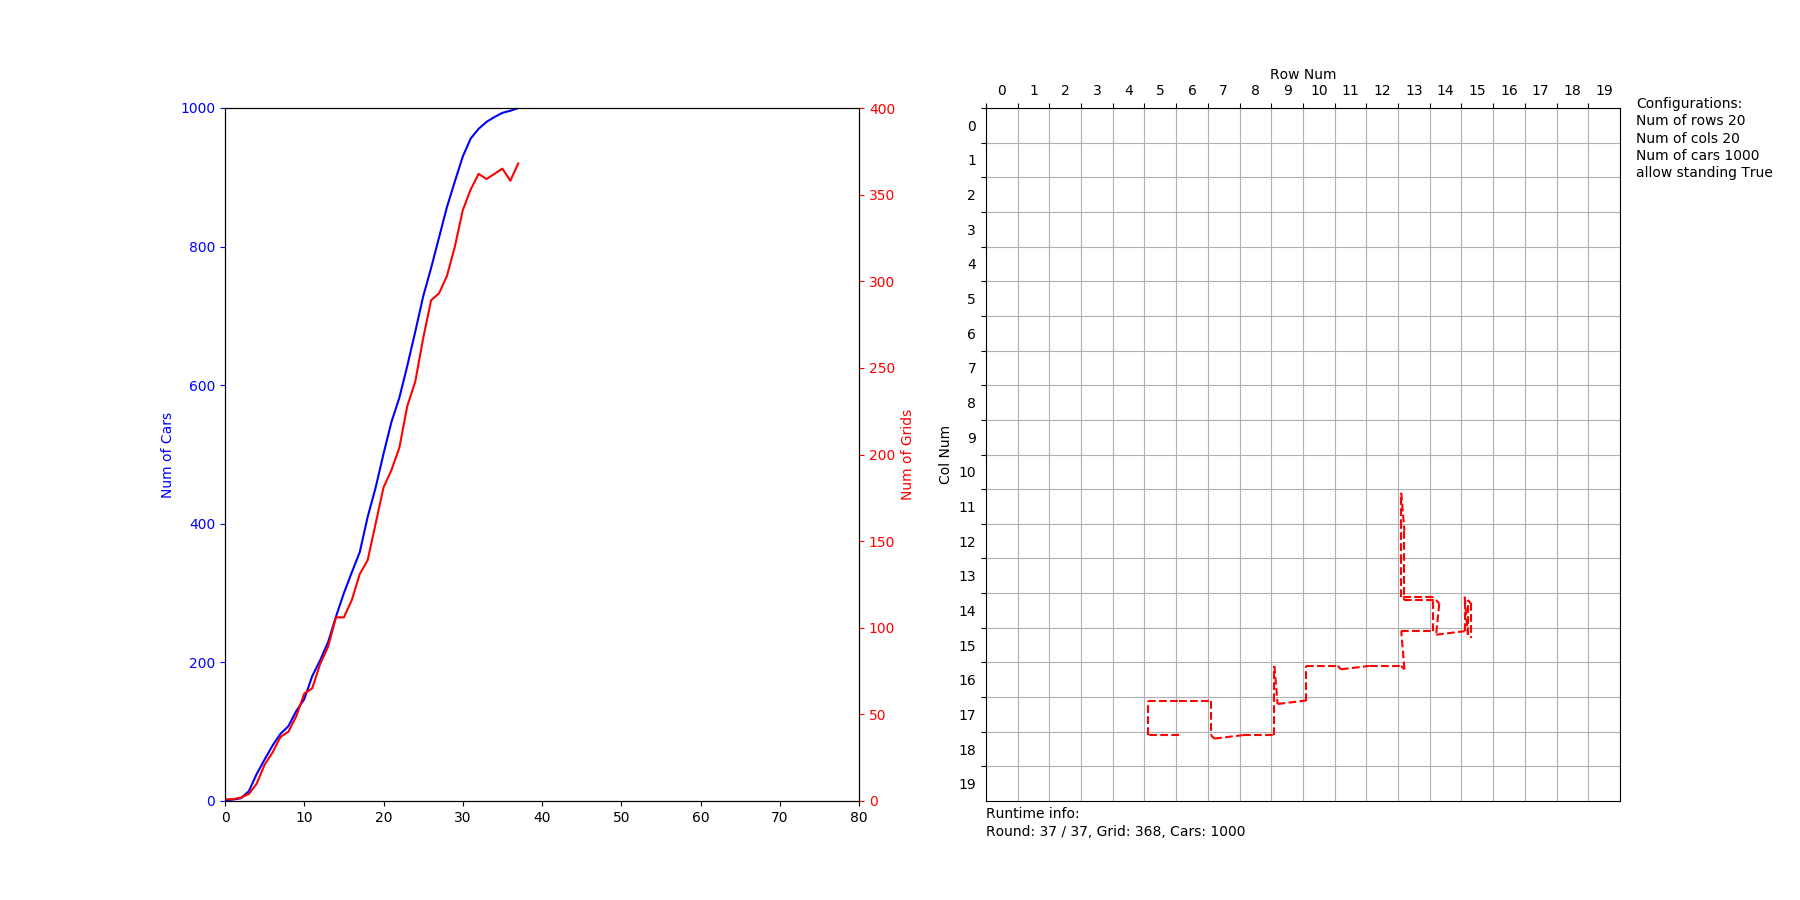 Row Num
0 1 2 3 4 5 6 7 8 9 10 11 12 13 14 15 16 17 18 19
Configurations:
Num of rows 20
Num of cols 20
Num of cars 1000
allow standing True
1000
800
600
400
200
0
Num of Cars
0 10 20 30 40 50 60 70 80
400
350
300
250
200
150
100
50
0
Num of Grids
Col Num
0
1
2
3
4
5
6
7
8
9
10
11
12
13
14
15
16
17
18
19
Runtime info:
Round: 37 / 37, Grid: 368, Cars: 1000